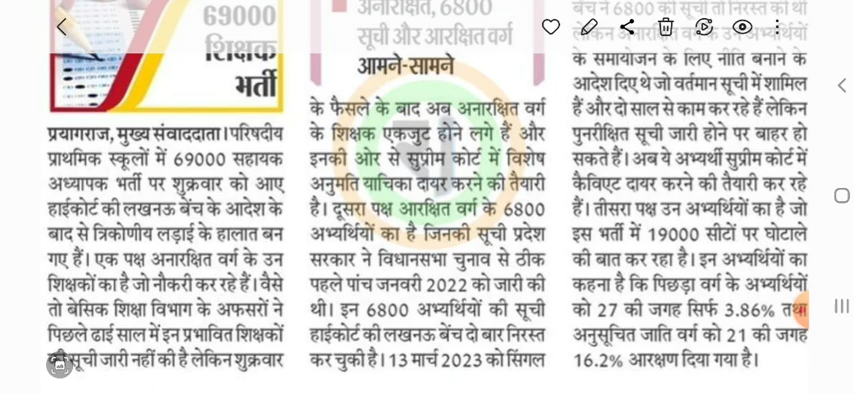 69000
शिक्षक
भर्ती
प्रयागराज, मुख्य संवाददाता। परिषदीय
प्राथमिक स्कूलों में 69000 सहायक
अध्यापक भर्ती पर शुक्रवार को आए
हाईकोर्ट की लखनऊ बेंच के आदेश के
बाद से त्रिकोणीय लड़ाई के हालात बन
गए हैं। एक पक्ष अनारक्षित वर्ग के उन
शिक्षकों का है जो नौकरी कर रहे हैं। वैसे
तो बेसिक शिक्षा विभाग के अफसरों ने
पिछले ढाई साल में इन प्रभावित शिक्षकों
सूची जारी नहीं की है लेकिन शुक्रवार
अनारक्षित, 6800
सूची और आरक्षित वर्ग
आमने-सामने
के फैसले के बाद अब अनारक्षित वर्ग
के शिक्षक एकजुट होने लगे हैं और
इनकी ओर से सुप्रीम कोर्ट में विशेष
अनुमति याचिका दायर करने की तैयारी
है। दूसरा पक्ष आरक्षित वर्ग के 6800
अभ्यर्थियों का है जिनकी सूची प्रदेश
सरकार ने विधानसभा चुनाव से ठीक
पहले पांच जनवरी 2022 को जारी की
थी। इन 6800 अभ्यर्थियों की सूची
हाईकोर्ट की लखनऊ बेंच दो बार निरस्त
कर चुकी है। 13 मार्च 2023 को सिंगल
बेंच ने 6800 की सूची तो निरस्त की थी
लेकिन वर्ग के अभ्यर्थियों
के समायोजन के लिए नीति बनाने के
आदेश दिए थे जो वर्तमान सूची में शामिल
हैं और दो साल से काम कर रहे हैं लेकिन
पुनरीक्षित सूची जारी होने पर बाहर हो
सकते हैं। अब ये अभ्यर्थी सुप्रीम कोर्ट में
कैविएट दायर करने की तैयारी कर रहे
हैं। तीसरा पक्ष उन अभ्यर्थियों का है जो
इस भर्ती में 19000 सीटों पर घोटाले
की बात कर रहा है। इन अभ्यर्थियों का
कहना है कि पिछड़ा वर्ग के अभ्यर्थियों
को 27 की जगह सिर्फ 3.86% तथा
अनुसूचित जाति वर्ग को 21 की जगह
16.2% आरक्षण दिया गया है।